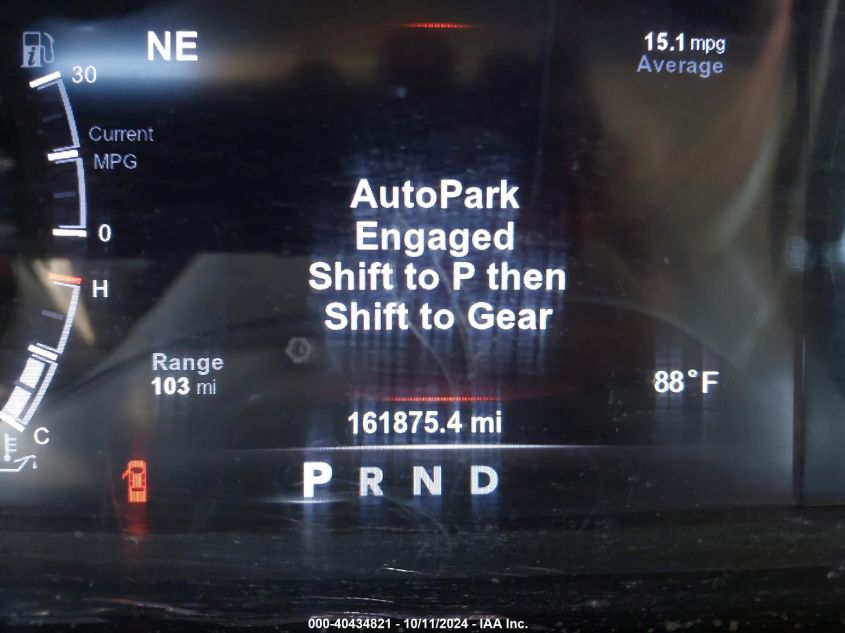 NE
15.1 mpg
Average
30
Current
MPG
0
AutoPark
Engaged
Shift to P then
Shift to Gear
H
Range
103 mi
88°F
161875.4 mi
C
P R N D
000-40434821 - 10/11/2024 - IAA Inc.